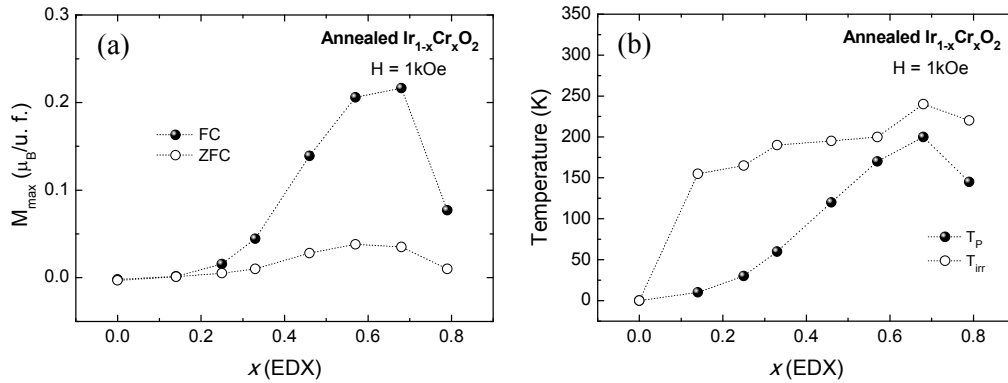 (a)
Annealed Ir1-xCrxO2
H = 1kOe
FC
ZFC
Mmax (μB/u. f.)
0.3
0.2
0.1
0.0
0.0 0.2 0.4 0.6 0.8
x (EDX)
(b)
Annealed Ir1-xCrxO2
H = 1kOe
TP
Tirr
Temperature (K)
350
300
250
200
150
100
50
0
0.0 0.2 0.4 0.6 0.8
x (EDX)